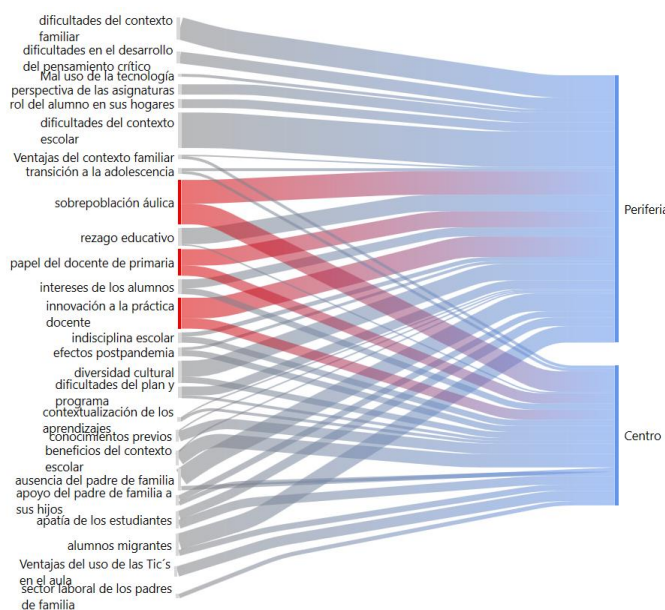 dificultades del contexto
familiar
dificultades en el desarrollo
del pensamiento crítico
Mal uso de la tecnología
perspectiva de las asignaturas
rol del alumno en sus hogares
dificultades del contexto
escolar
Ventajas del contexto familiar
transición a la adolescencia
sobrepoblación áulica
rezago educativo
papel del docente de primaria
intereses de los alumnos
innovación a la práctica
docente
indisciplina escolar
efectos postpandemia
diversidad cultural
dificultades del plan y
programa
contextualización de los
aprendizajes
conocimientos previos
beneficios del contexto
escolar
ausencia del padre de familia
apoyo del padre de familia a
sus hijos
apatía de los estudiantes
alumnos migrantes
Ventajas del uso de las Tic´s
en el aula
sector laboral de los padres
de familia
Periferia
Centro